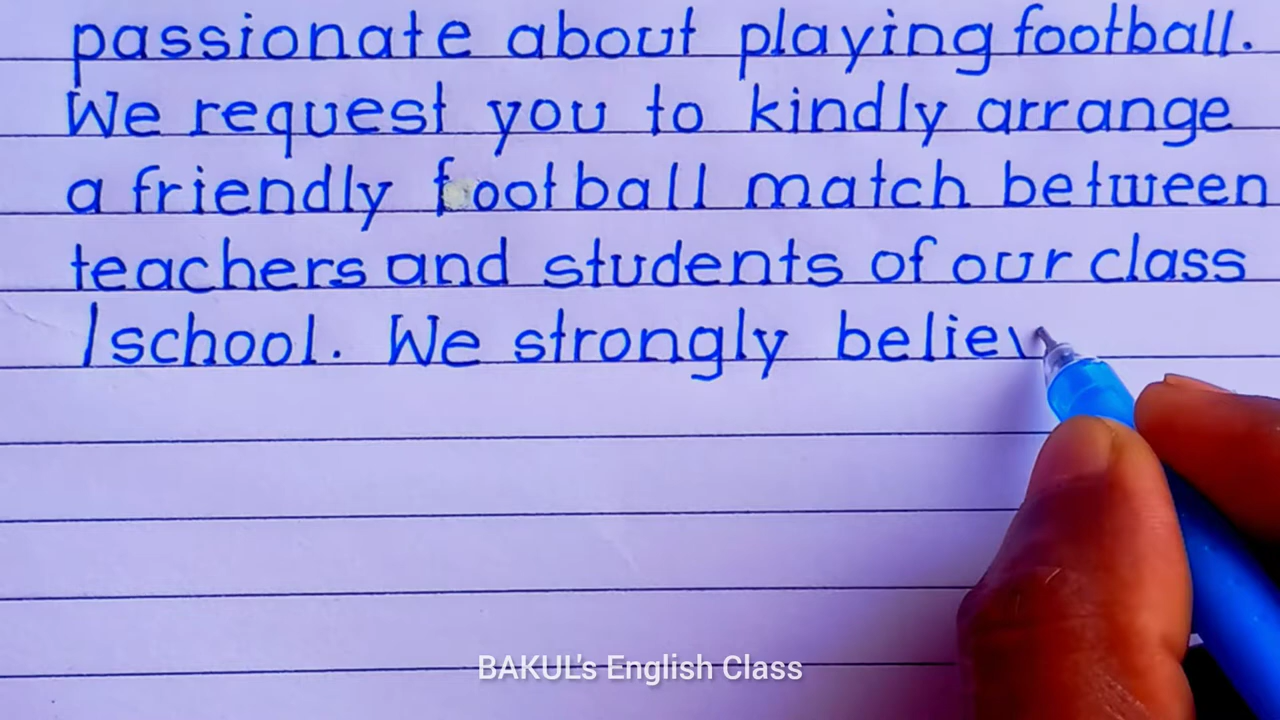 passionate about playing football.
We request you to kindly arrange
a friendly football match between
teachers and students of our class
/school. We strongly believ
BAKUL's English Class